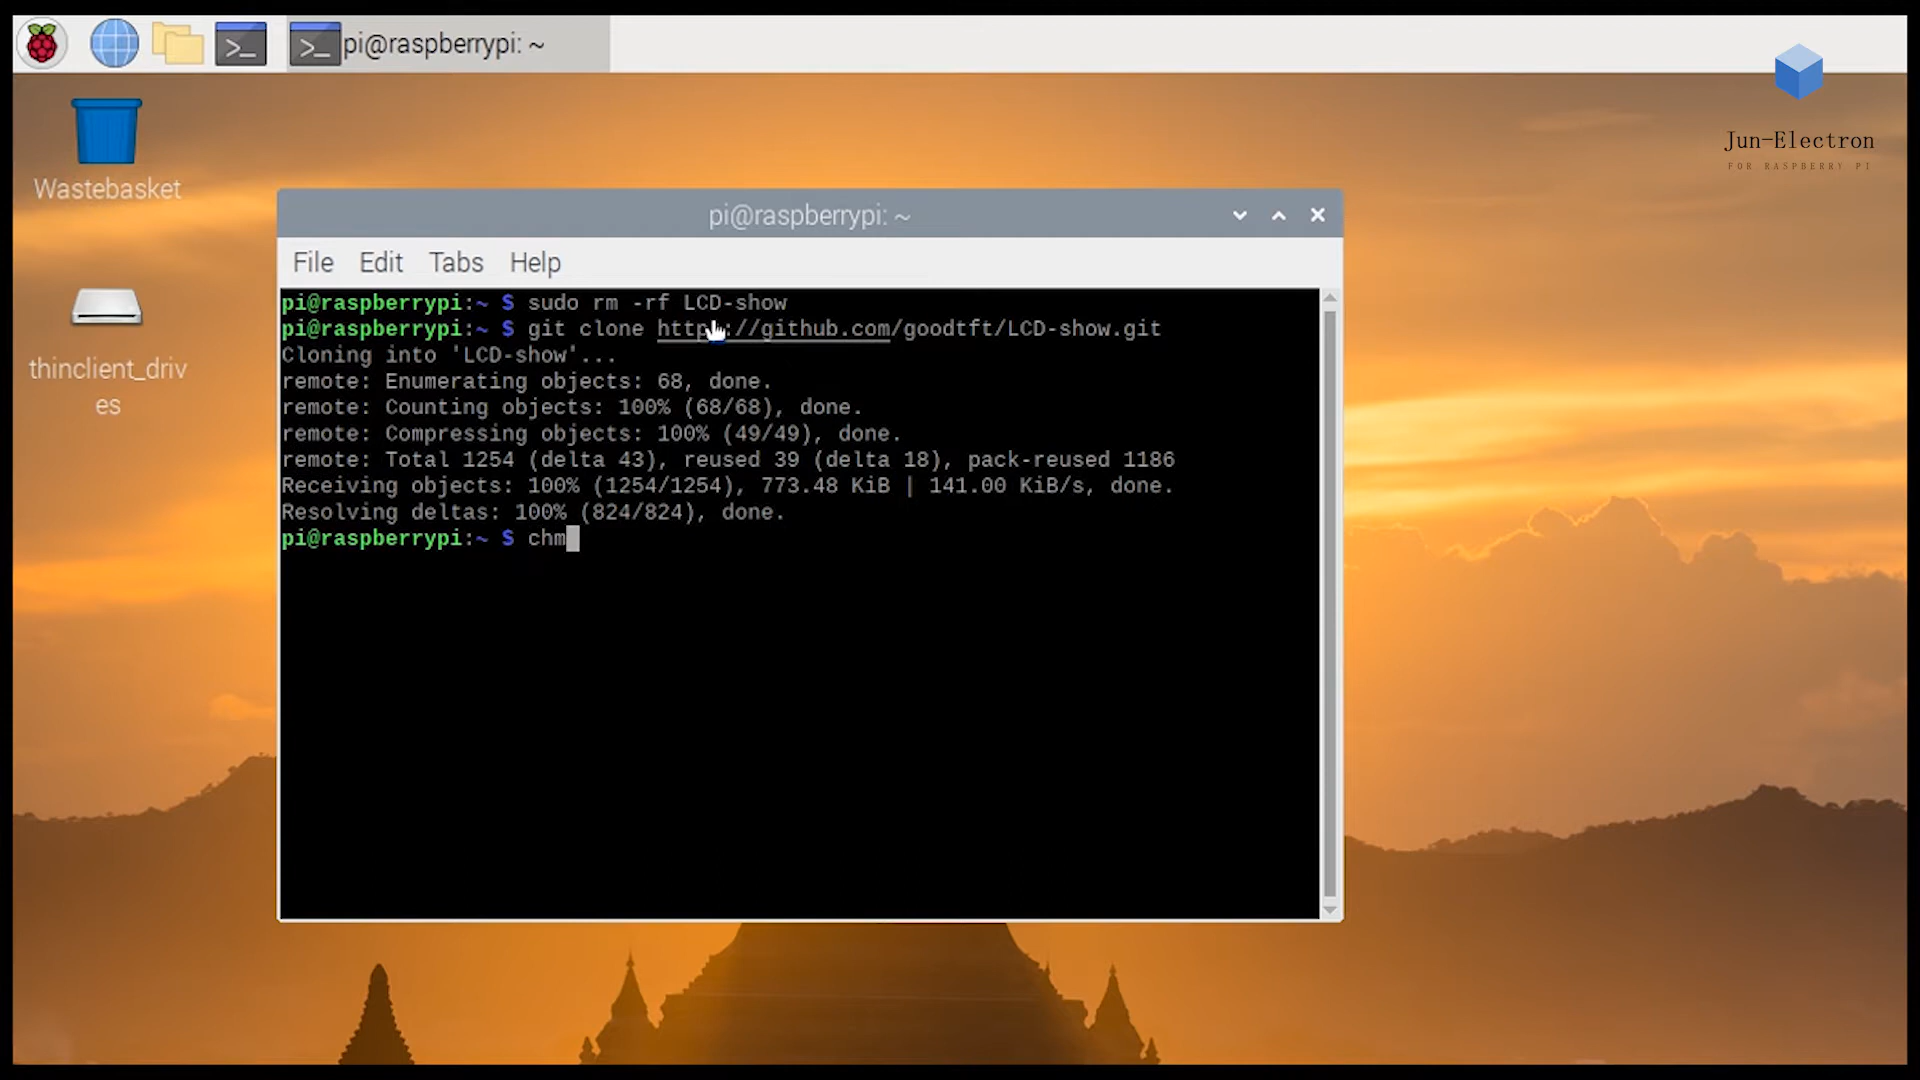 pi@raspberrypi: ~
Jun-Electron
FOR RASPBERRY PI
Wastebasket
thinclient_driv
es
pi@raspberrypi: ~
File Edit Tabs Help
pi@raspberrypi:~ $ sudo rm -rf LCD-show
pi@raspberrypi:~ $ git clone https://github.com/goodtft/LCD-show.git
Cloning into 'LCD-show'...
remote: Enumerating objects: 68, done.
remote: Counting objects: 100% (68/68), done.
remote: Compressing objects: 100% (49/49), done.
remote: Total 1254 (delta 43), reused 39 (delta 18), pack-reused 1186
Receiving objects: 100% (1254/1254), 773.48 KiB | 141.00 KiB/s, done.
Resolving deltas: 100% (824/824), done.
pi@raspberrypi:~ $ chm